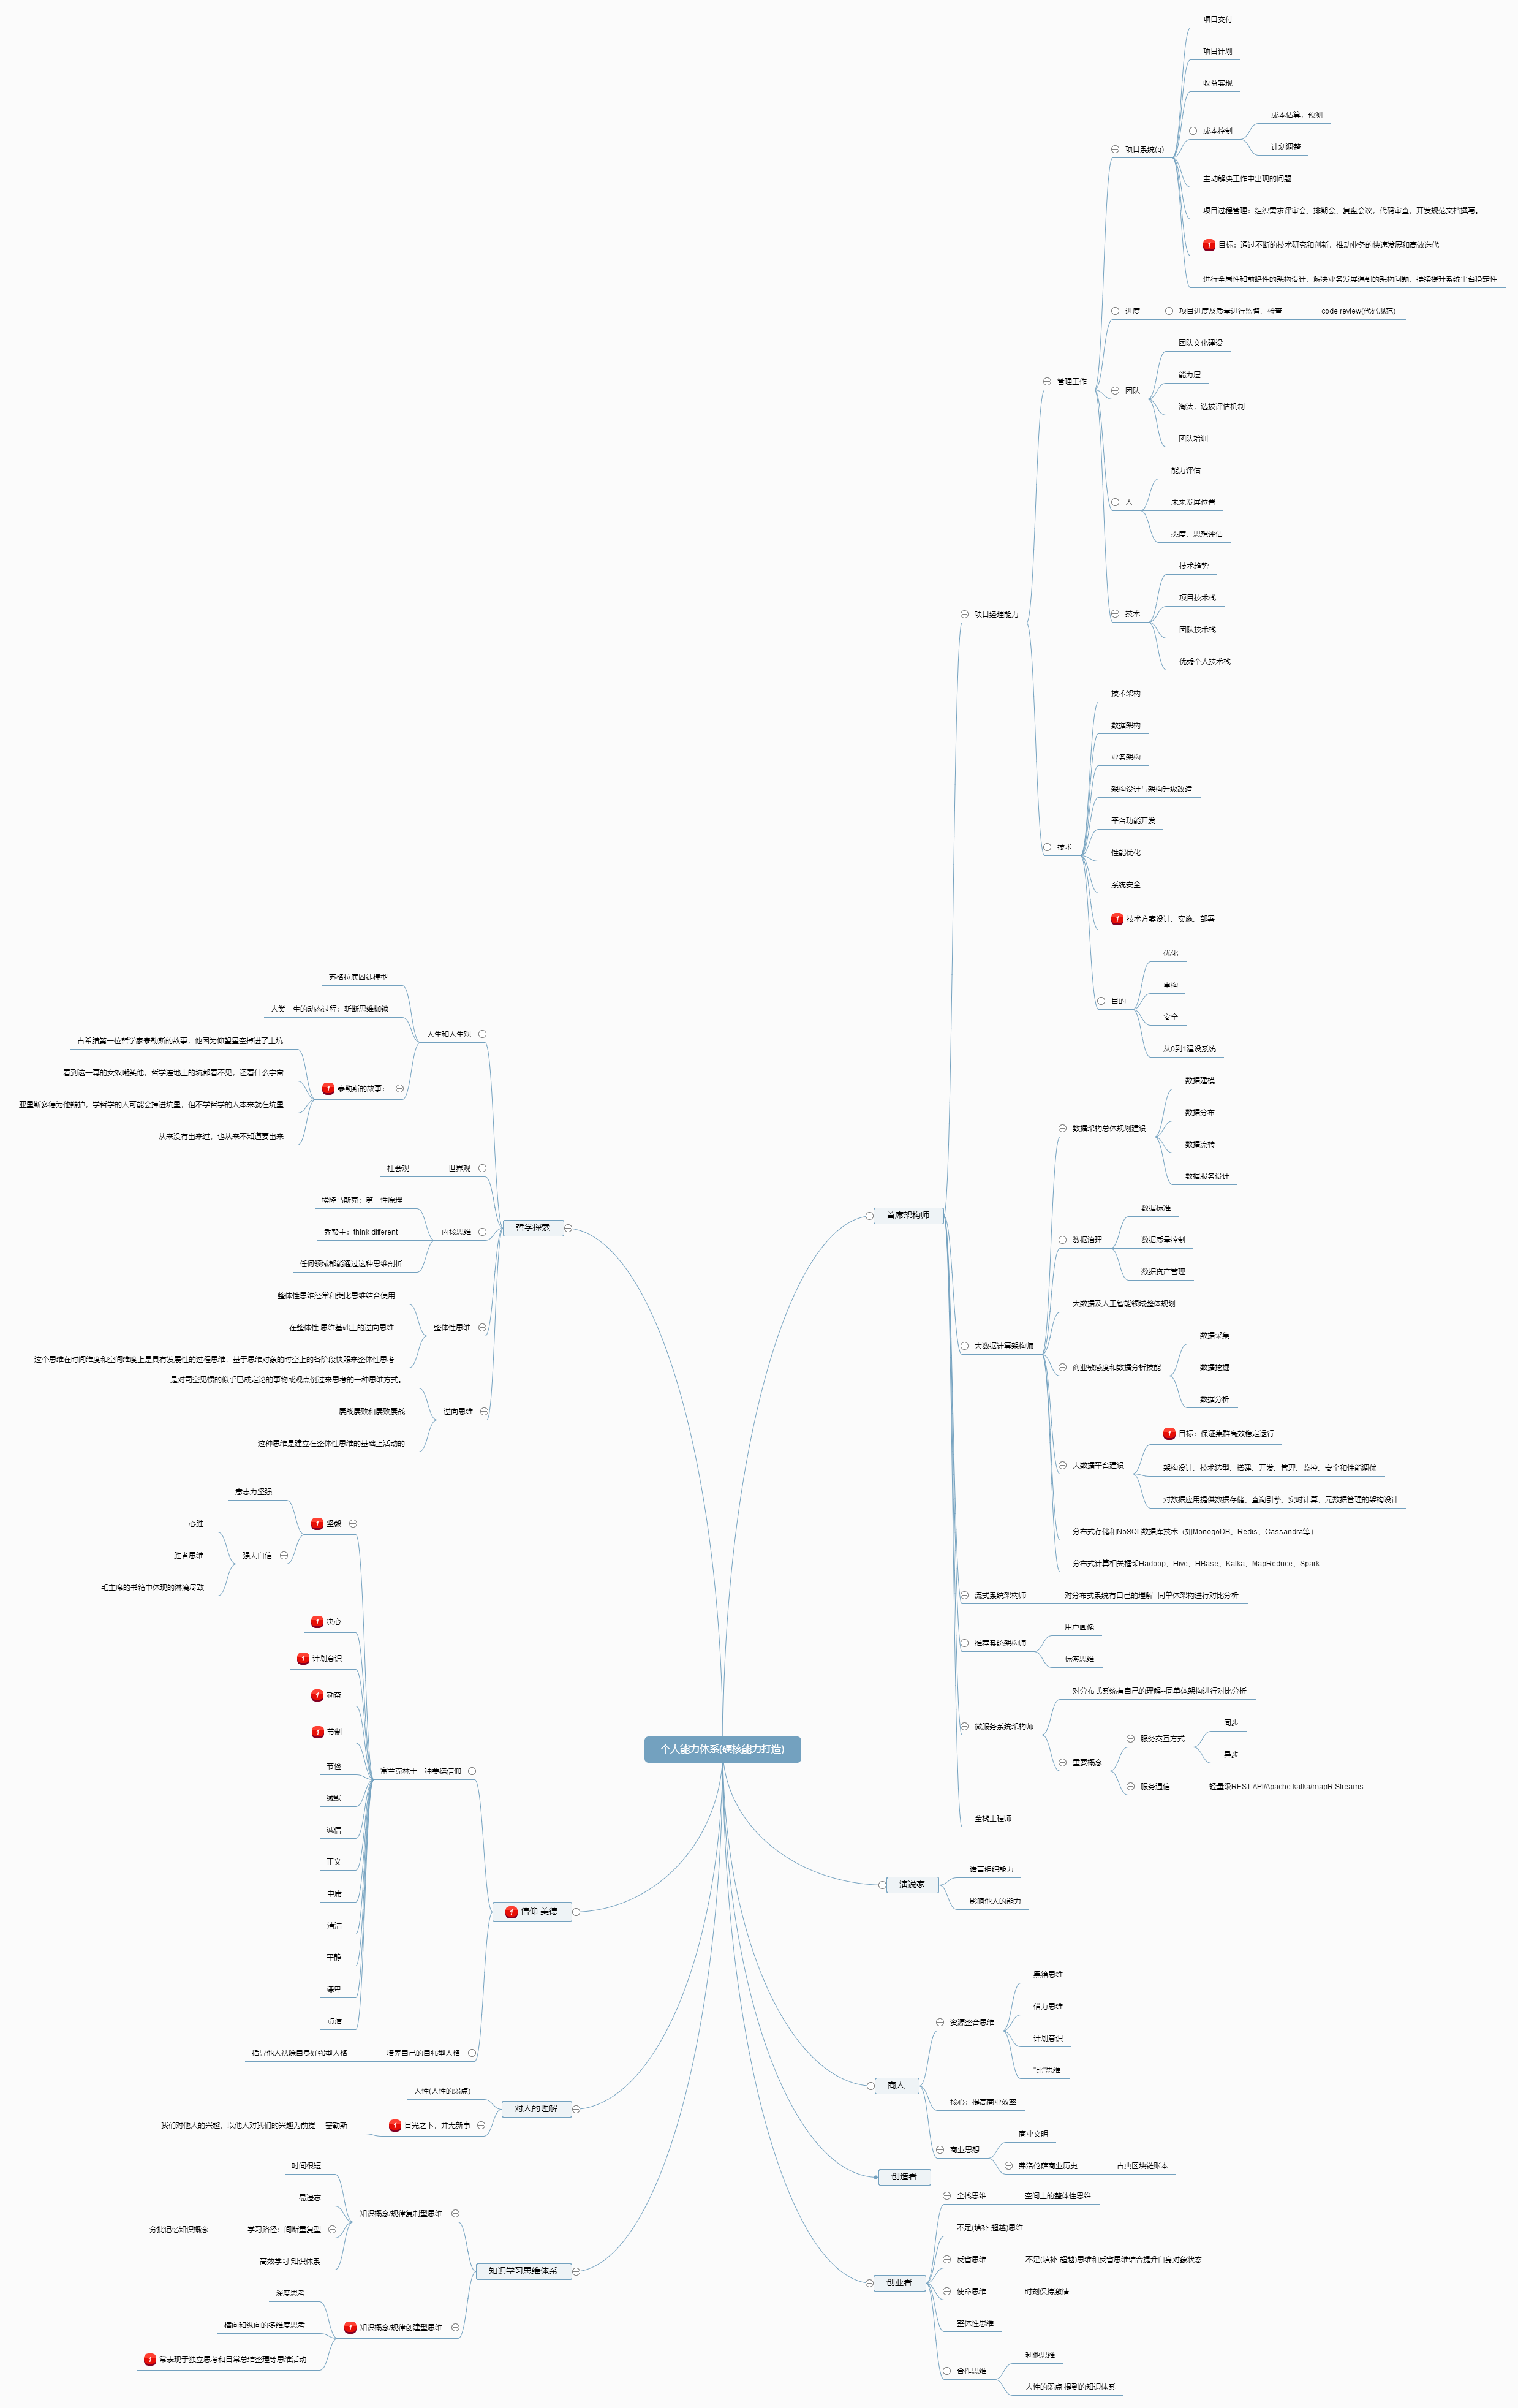 个人能力体系(硬核能力打造)
首席架构师
项目经理能力
管理工作
项目系统(g)
项目交付
项目计划
收益实现
成本控制
成本估算，预测
计划调整
主动解决工作中出现的问题
项目过程管理：组织需求评审会、排期会、复盘会议，代码审查，开发规范文档撰写。
目标：通过不断的技术研究和创新，推动业务的快速发展和高效迭代
进行全局性和前瞻性的架构设计，解决业务发展遇到的架构问题，持续提升系统平台稳定性
进度
项目进度及质量进行监督、检查
code review(代码规范)
团队
团队文化建设
能力层
淘汰，选拔评估机制
团队培训
人
能力评估
未来发展位置
态度，思想评估
技术
技术趋势
项目技术栈
团队技术栈
优秀个人技术栈
技术
技术架构
数据架构
业务架构
架构设计与架构升级改造
平台功能开发
性能优化
系统安全
技术方案设计、实施、部署
目的
优化
重构
安全
从0到1建设系统
大数据计算架构师
数据架构总体规划建设
数据建模
数据分布
数据流转
数据服务设计
数据治理
数据标准
数据质量控制
数据资产管理
大数据及人工智能领域整体规划
商业敏感度和数据分析技能
数据采集
数据挖掘
数据分析
大数据平台建设
目标：保证集群高效稳定运行
架构设计、技术选型、搭建、开发、管理、监控、安全和性能调优
对数据应用提供数据存储、查询引擎、实时计算、元数据管理的架构设计
分布式存储和NoSQL数据库技术（如MonogoDB、Redis、Cassandra等）
分布式计算相关框架Hadoop、Hive、HBase、Kafka、MapReduce、Spark
流式系统架构师
对分布式系统有自己的理解--同单体架构进行对比分析
推荐系统架构师
用户画像
标签思维
微服务系统架构师
对分布式系统有自己的理解--同单体架构进行对比分析
重要概念
服务交互方式
同步
异步
服务通信
轻量级REST API/Apache kafka/mapR Streams
全栈工程师
演说家
语言组织能力
影响他人的能力
商人
资源整合思维
黑箱思维
借力思维
计划意识
“比”思维
核心：提高商业效率
商业思想
商业文明
弗洛伦萨商业历史
古典区块链账本
创造者
创业者
全栈思维
空间上的整体性思维
不足(填补~超越)思维
反省思维
不足(填补~超越)思维和反省思维结合提升自身对象状态
使命思维
时刻保持激情
整体性思维
合作思维
利他思维
人性的弱点 提到的知识体系
哲学探索
人生和人生观
苏格拉底囚徒模型
人类一生的动态过程：斩断思维枷锁
泰勒斯的故事：
古希腊第一位哲学家泰勒斯的故事，他因为仰望星空掉进了土坑
看到这一幕的女奴嘲笑他，哲学连地上的坑都看不见，还看什么宇宙
亚里斯多德为他辩护，学哲学的人可能会掉进坑里，但不学哲学的人本来就在坑里
从来没有出来过，也从来不知道要出来
世界观
社会观
内核思维
埃隆马斯克：第一性原理
乔帮主：think different
任何领域都能通过这种思维剖析
整体性思维
整体性思维经常和类比思维结合使用
在整体性 思维基础上的逆向思维
这个思维在时间维度和空间维度上是具有发展性的过程思维，基于思维对象的时空上的各阶段快照来整体性思考
逆向思维
是对司空见惯的似乎已成定论的事物或观点倒过来思考的一种思维方式。
屡战屡败和屡败屡战
这种思维是建立在整体性思维的基础上活动的
信仰 美德
富兰克林十三种美德信仰
坚毅
意志力坚强
强大自信
心胜
胜者思维
毛主席的书籍中体现的淋漓尽致
决心
计划意识
勤奋
节制
节俭
缄默
诚信
正义
中庸
清洁
平静
谦卑
贞洁
培养自己的自强型人格
指导他人祛除自身好强型人格
对人的理解
人性(人性的弱点)
日光之下，并无新事
我们对他人的兴趣，以他人对我们的兴趣为前提----塞勒斯
知识学习思维体系
知识概念/规律复制型思维
时间很短
易遗忘
学习路径：间断重复型
分批记忆知识概念
高效学习 知识体系
知识概念/规律创建型思维
深度思考
横向和纵向的多维度思考
常表现于独立思考和日常总结整理等思维活动